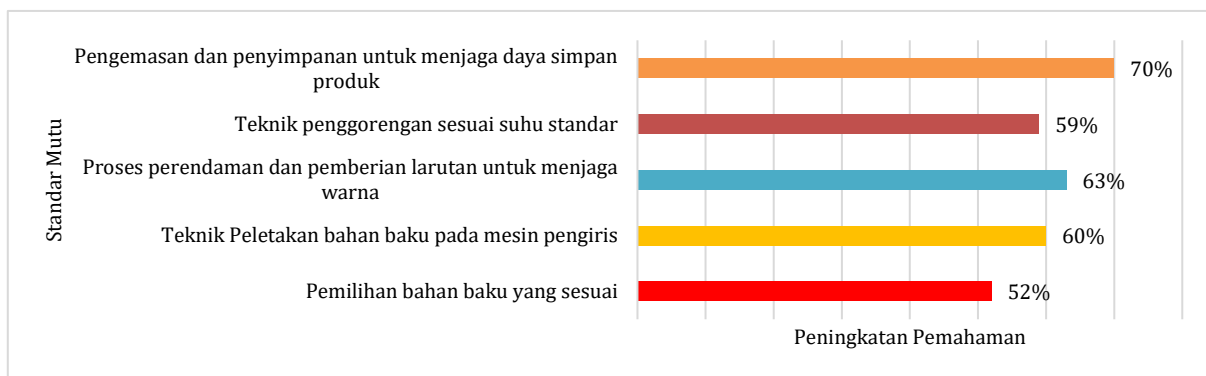 Pengemasan dan penyimpanan untuk menjaga daya simpan
produk
70%
Teknik penggorengan sesuai suhu standar
59%
Proses perendaman dan pemberian larutan untuk menjaga
warna
63%
Teknik Peletakan bahan baku pada mesin pengiris
60%
Pemilihan bahan baku yang sesuai
52%
Standar Mutu
Peningkatan Pemahaman